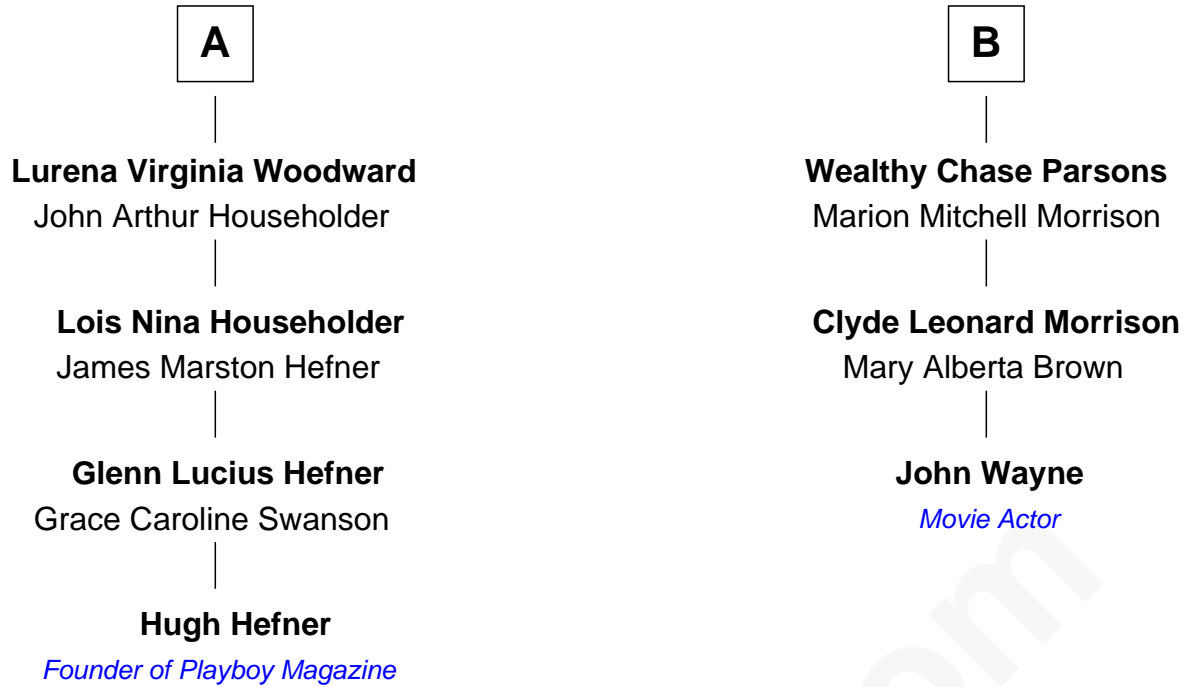 A
Lurena Virginia Woodward
John Arthur Householder
Lois Nina Householder
James Marston Hefner
Glenn Lucius Hefner
Grace Caroline Swanson
Hugh Hefner
Founder of Playboy Magazine
B
Wealthy Chase Parsons
Marion Mitchell Morrison
Clyde Leonard Morrison
Mary Alberta Brown
John Wayne
Movie Actor
om